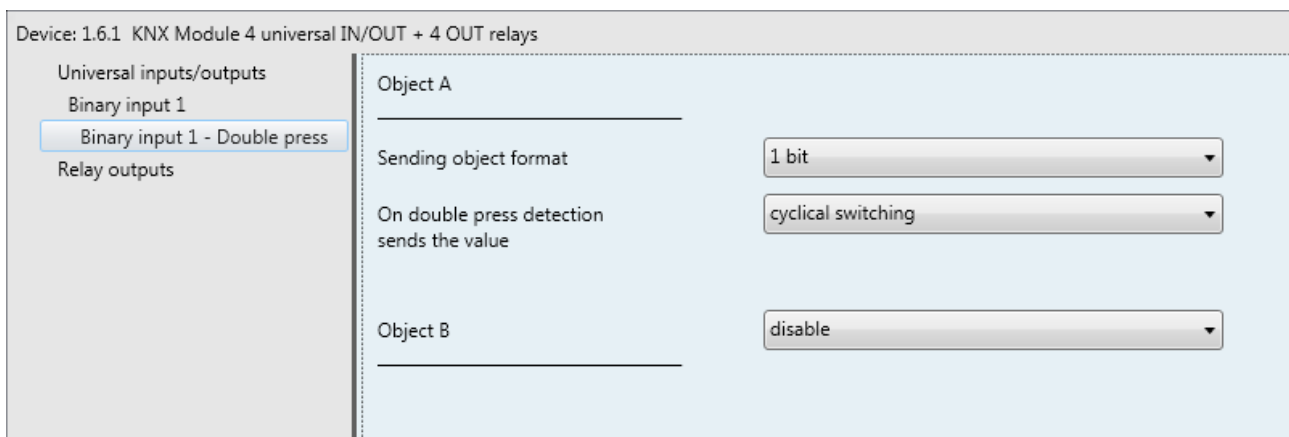 Device: 1.6.1 KNX Module 4 universal IN/OUT + 4 OUT relays
Universal inputs/outputs
Binary input 1
Binary input 1 - Double press
Relay outputs
Object A
Sending object format
1 bit
On double press detection
sends the value
cyclical switching
Object B
disable